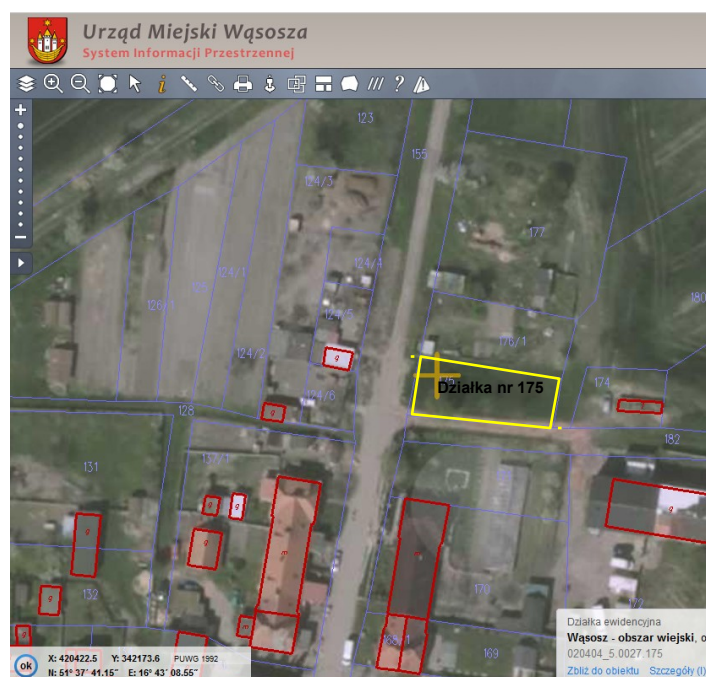 Urząd Miejski Wąsosza
System Informacji Przestrzennej
123
155
124/3
177
124/4
180
124/1
126/1
124/5
176/1
124/2
g
174
175
Działka nr 175
124/6
128
g
182
131
g
g
g
g
m
m
g
132
g
170
172
m
169
g
Działka ewidencyjna
Wąsosz - obszar wiejski, o
020404_5.0027.175
Zbliż do obiektu Szczegóły (I)
ok
X: 420422.5 Y: 342173.6 PUWG 1992
N: 51° 37' 41.15" E: 16° 43' 08.55"